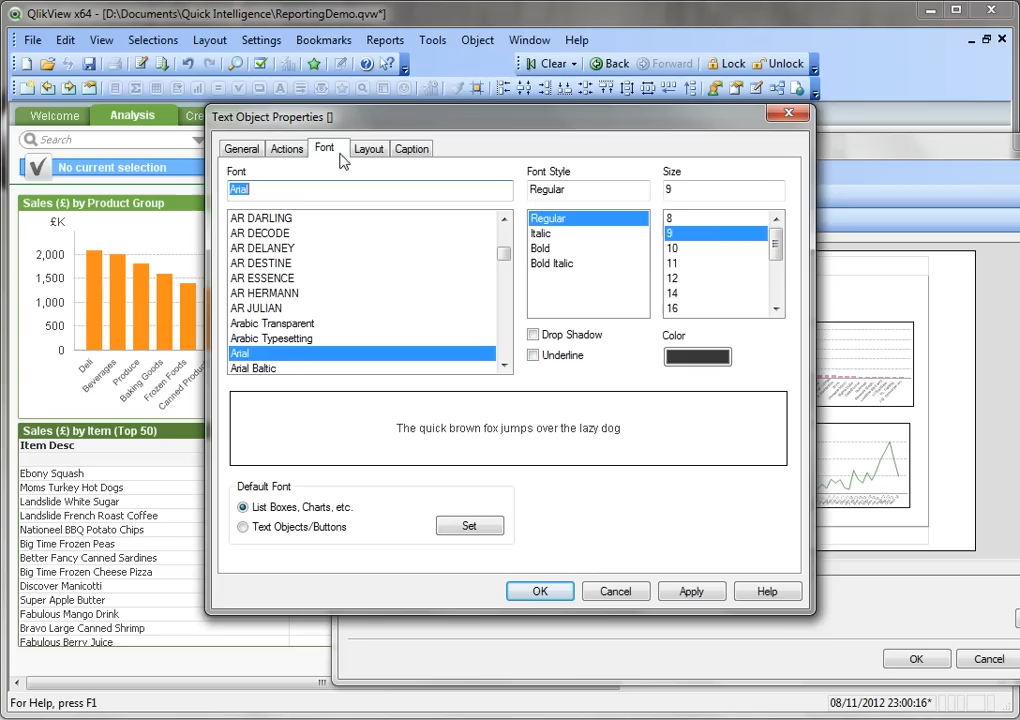 QlikView x64 - [D:\Documents\Quick Intelligence\ReportingDemo.qvw*]
File Edit View Selections Layout Settings Bookmarks Reports Tools Object Window Help
Clear Back Forward Lock Unlock
Welcome Analysis Cre
Search
No current selection
Sales (£) by Product Group
£K
2,000
1,500
1,000
500
0
Deli
Beverages
Produce
Baking Goods
Frozen Foods
Canned Produ
Sales (£) by Item (Top 50)
Item Desc
Ebony Squash
Moms Turkey Hot Dogs
Landslide White Sugar
Landslide French Roast Coffee
Nationeel BBQ Potato Chips
Big Time Frozen Peas
Better Fancy Canned Sardines
Big Time Frozen Cheese Pizza
Discover Manicotti
Super Apple Butter
Fabulous Mango Drink
Bravo Large Canned Shrimp
Fabulous Berry Juice
Text Object Properties []
General Actions Font Layout Caption
Font
Arial
AR DARLING
AR DECODE
AR DELANEY
AR DESTINE
AR ESSENCE
AR HERMANN
AR JULIAN
Arabic Transparent
Arabic Typesetting
Arial
Arial Baltic
Font Style
Regular
Regular
Italic
Bold
Bold Italic
Size
9
8
9
10
11
12
14
16
Drop Shadow
Underline
Color
The quick brown fox jumps over the lazy dog
Default Font
List Boxes, Charts, etc.
Text Objects/Buttons
Set
OK Cancel Apply Help
OK Cancel
For Help, press F1
08/11/2012 23:00:16*